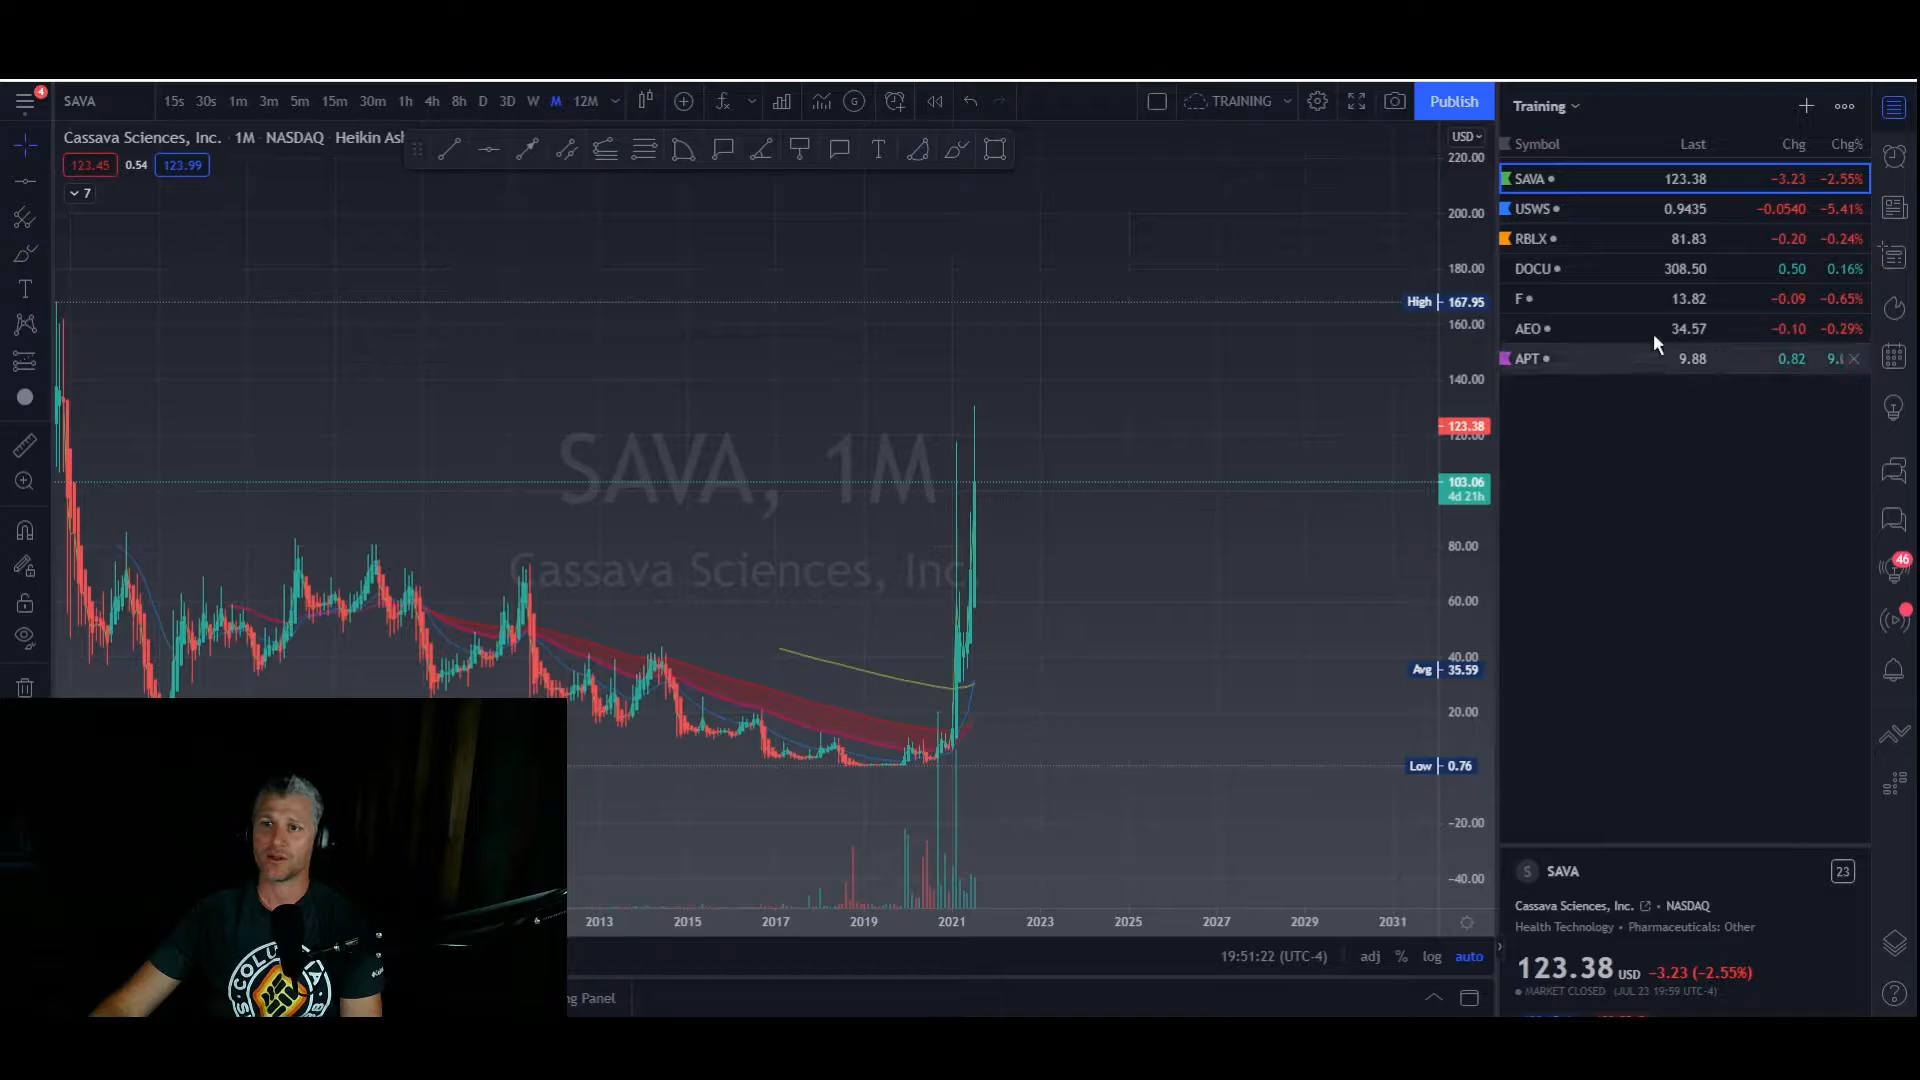 4
SAVA
15s 30s 1m 3m 5m 15m 30m 1h 4h 8h D 3D W M 12M
TRAINING
Publish
Cassava Sciences, Inc. · 1M · NASDAQ · Heikin Ash
123.45 0.54 123.99
7
USD
220.00
200.00
180.00
High 167.95
160.00
140.00
123.38
120.00
103.06
4d 21h
80.00
60.00
40.00
Avg 35.59
20.00
Low 0.76
−20.00
−40.00
SAVA, 1M
Cassava Sciences, Inc.
2013 2015 2017 2019 2021 2023 2025 2027 2029 2031
19:51:22 (UTC-4) adj % log auto
ng Panel
Training
Symbol Last Chg Chg%
SAVA 123.38 −3.23 −2.55%
USWS 0.9435 −0.0540 −5.41%
RBLX 81.83 −0.20 −0.24%
DOCU 308.50 0.50 0.16%
F 13.82 −0.09 −0.65%
AEO 34.57 −0.10 −0.29%
APT 9.88 0.82
46
S SAVA 23
Cassava Sciences, Inc. • NASDAQ
Health Technology • Pharmaceuticals: Other
123.38 USD −3.23 (−2.55%)
MARKET CLOSED (JUL 23 19:59 UTC-4)